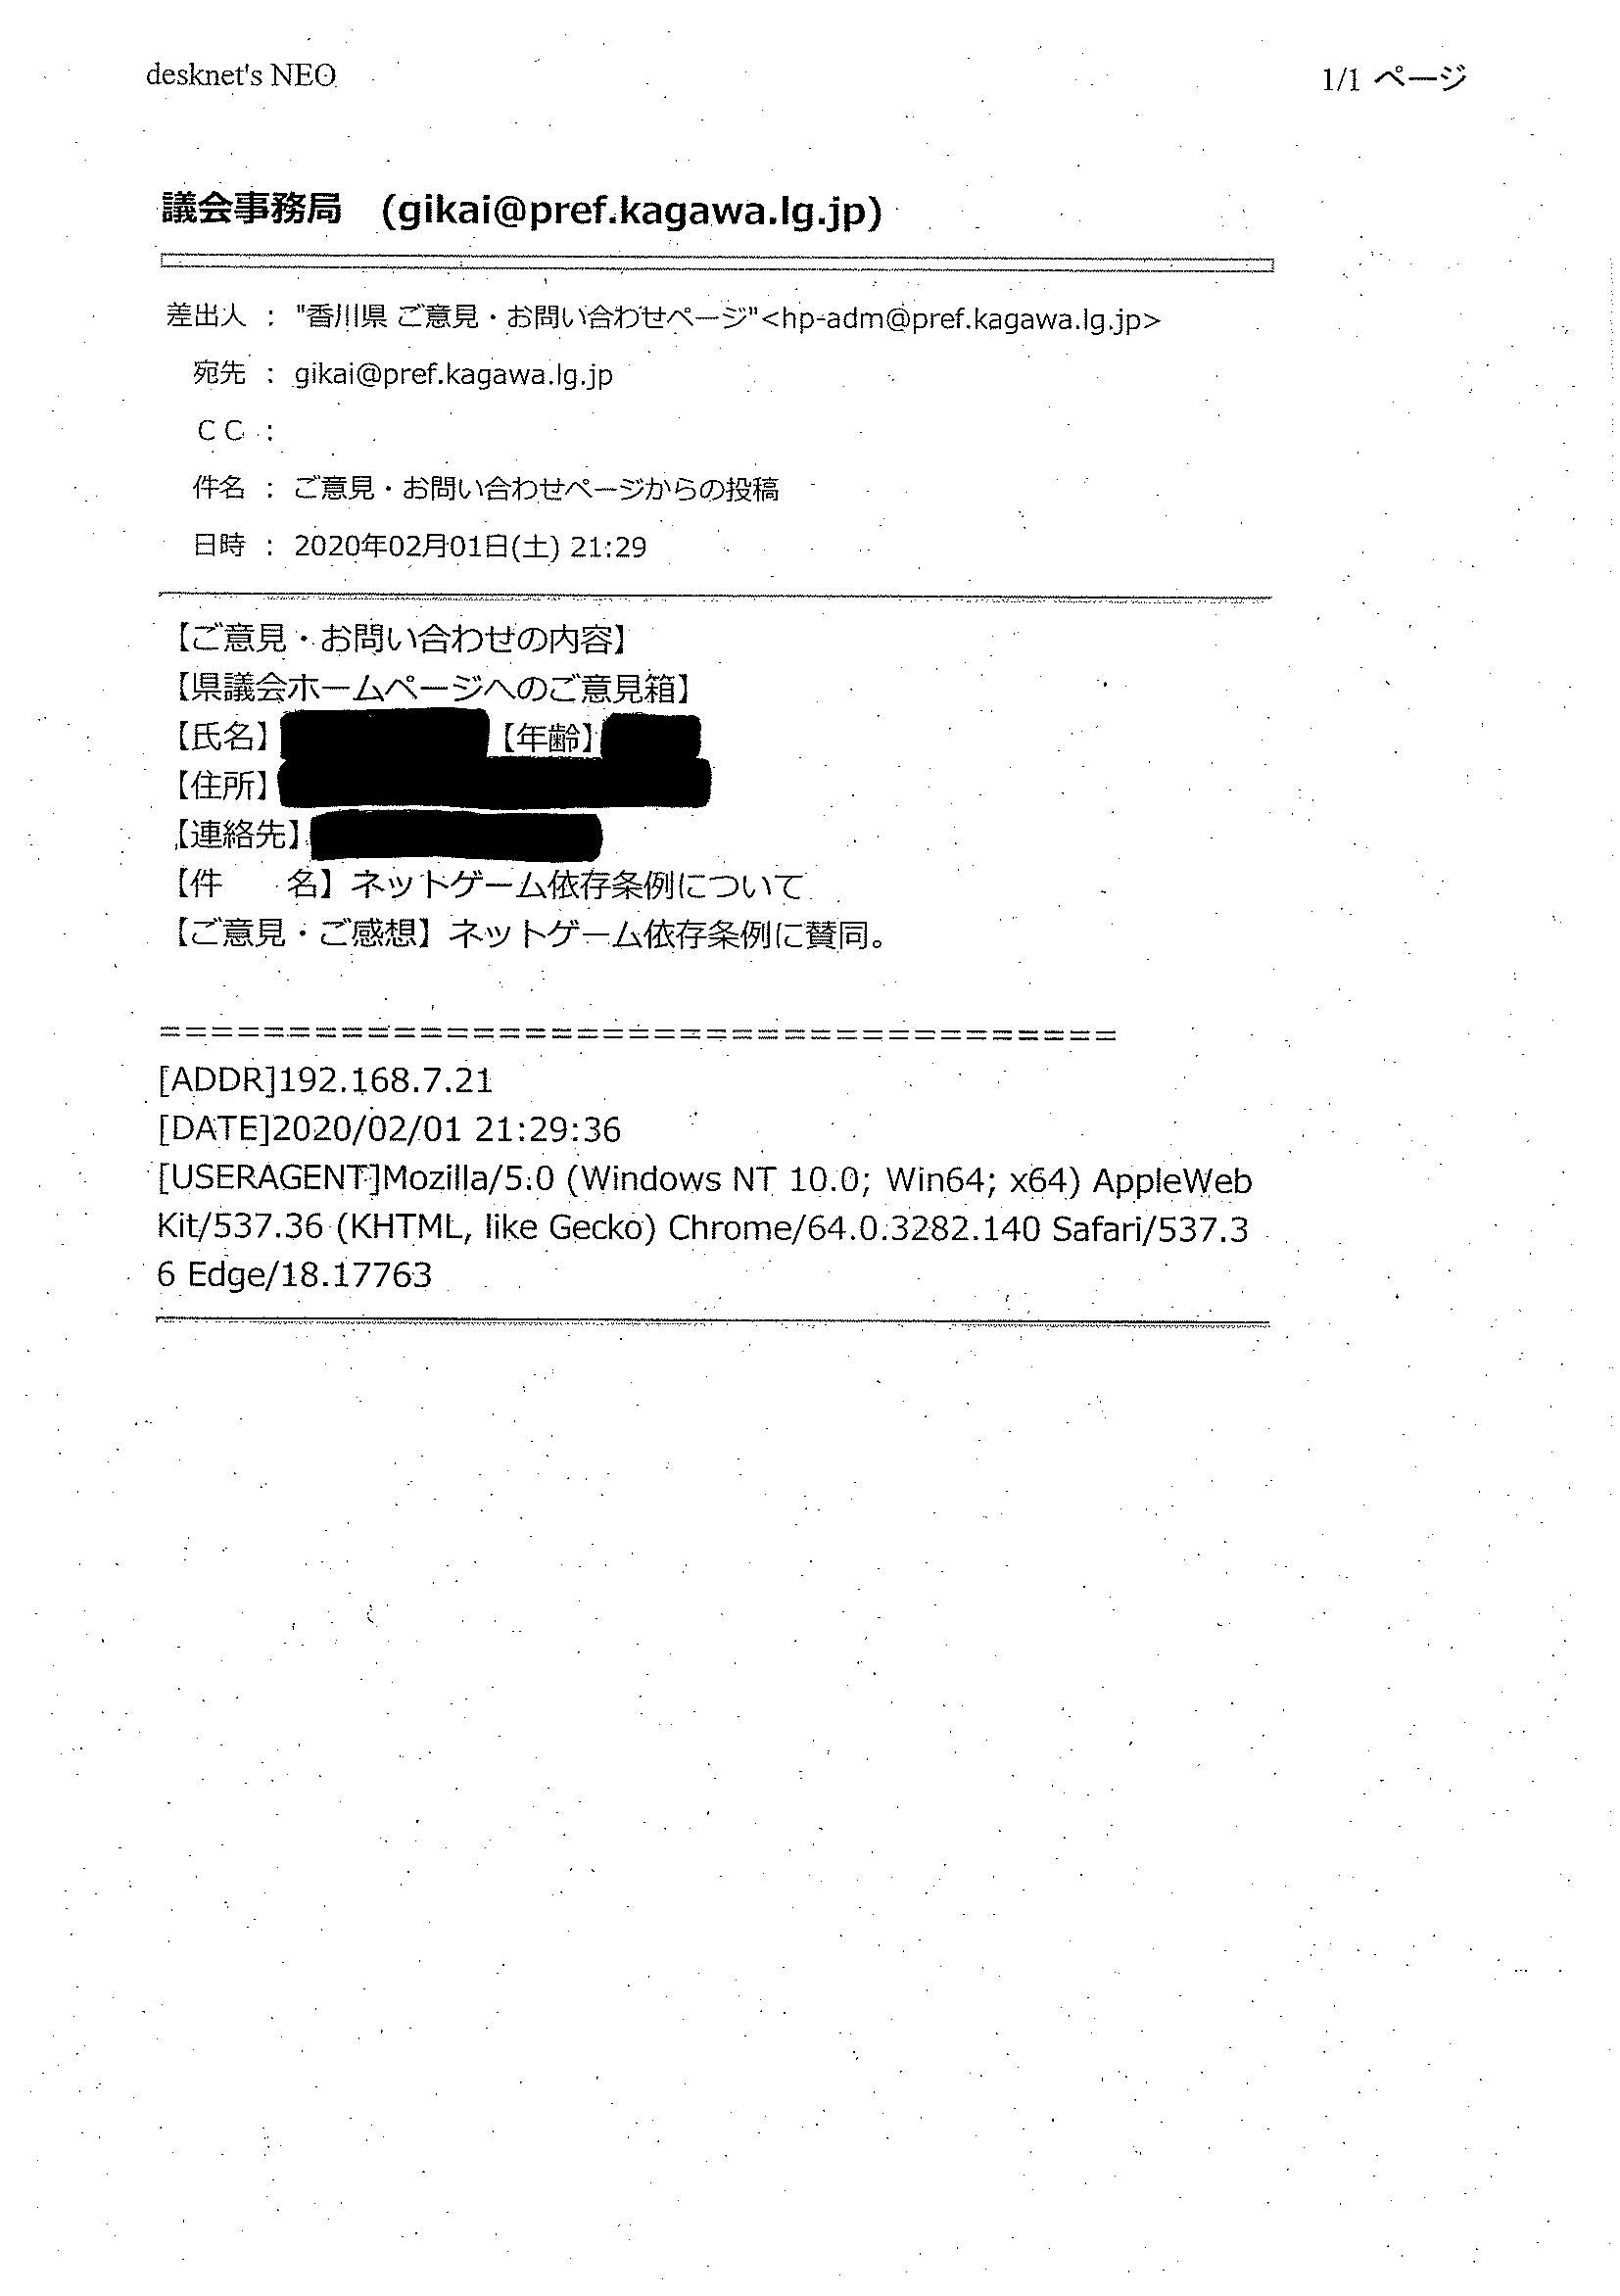 desknet's NEO
1/1 ページ
議会事務局　(gikai@pref.kagawa.lg.jp)
差出人 ： "香川県 ご意見・お問い合わせページ"<hp-adm@pref.kagawa.lg.jp>
宛先 ： gikai@pref.kagawa.lg.jp
ＣＣ ：
件名 ： ご意見・お問い合わせページからの投稿
日時 ： 2020年02月01日(土) 21:29
【ご意見・お問い合わせの内容】
【県議会ホームページへのご意見箱】
【氏名】 【年齢】
【住所】
【連絡先】
【件　　名】ネットゲーム依存条例について
【ご意見・ご感想】ネットゲーム依存条例に賛同。
=====================================
[ADDR]192.168.7.21
[DATE]2020/02/01 21:29:36
[USERAGENT]Mozilla/5.0 (Windows NT 10.0; Win64; x64) AppleWeb
Kit/537.36 (KHTML, like Gecko) Chrome/64.0.3282.140 Safari/537.3
6 Edge/18.17763